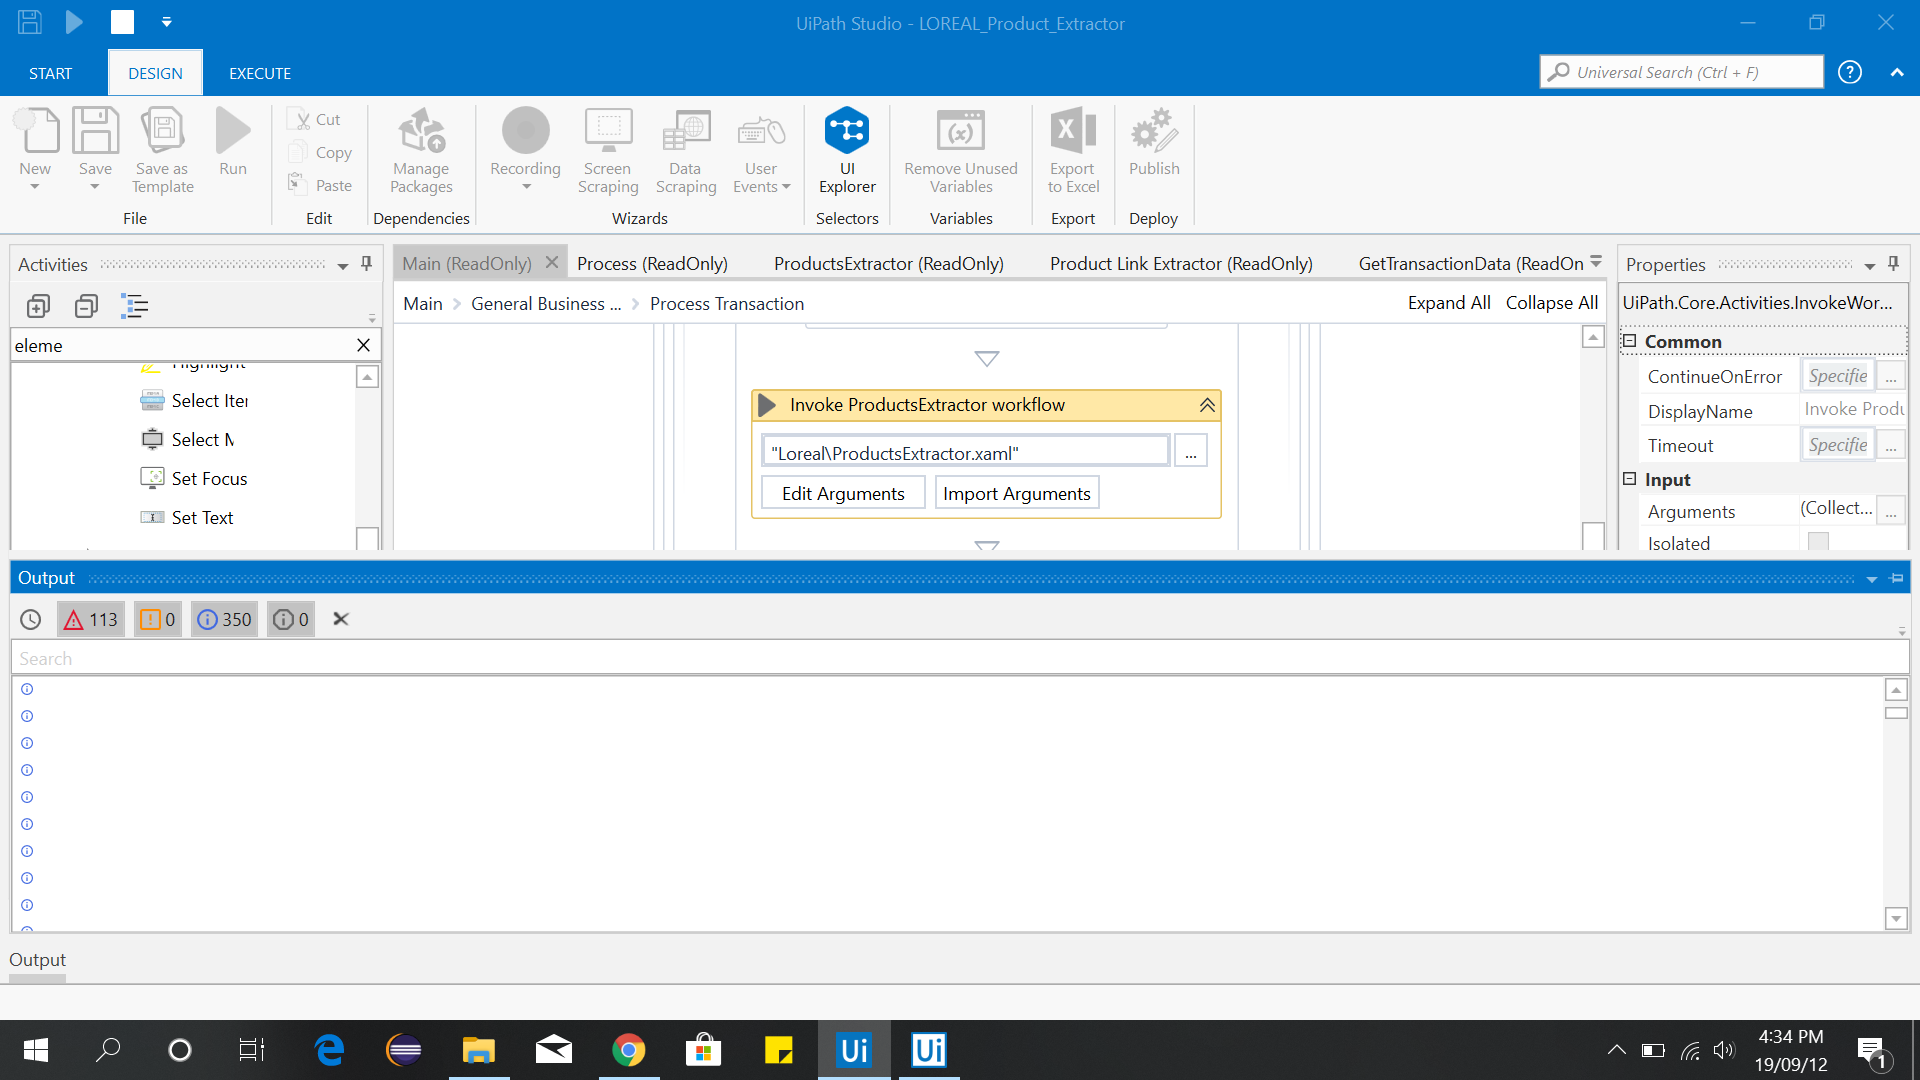 UiPath Studio - LOREAL_Product_Extractor
START DESIGN EXECUTE
Universal Search (Ctrl + F)
New Save Save as Template Run
File
Cut
Copy
Paste
Edit
Manage Packages
Dependencies
Recording Screen Scraping Data Scraping User Events
Wizards
UI Explorer
Selectors
Remove Unused Variables
Variables
Export to Excel
Export
Publish
Deploy
Activities
eleme
Highlight
Select Iter
Select
Set Focus
Set Text
Main (ReadOnly) Process (ReadOnly) ProductsExtractor (ReadOnly) Product Link Extractor (ReadOnly) GetTransactionData (ReadOn
Main > General Business ... > Process Transaction
Expand All Collapse All
Invoke ProductsExtractor workflow
"Loreal\ProductsExtractor.xaml"
...
Edit Arguments Import Arguments
Properties
UiPath.Core.Activities.InvokeWor...
Common
ContinueOnError Specifie ...
DisplayName Invoke Produ
Timeout Specifie ...
Input
Arguments (Collect... ...
Isolated
Output
113 0 350 0
Search
Output
Ui Ui
4:34 PM
19/09/12
1